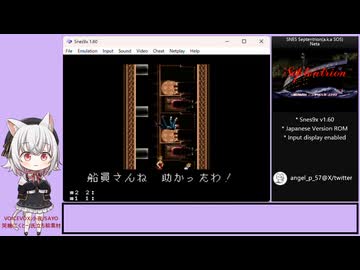 Snes9x 1.60
File Emulation Input Sound Video Cheat Netplay Help
船員さんね 助かったわ!
SNES Septentrion(a.k.a SOS)
Neta
Septentrion
* Snes9x v1.60
* Japanese Version ROM
* Input display enabled
angel_p_57@X/twitter
VOICEVOX:小夜/SAYO